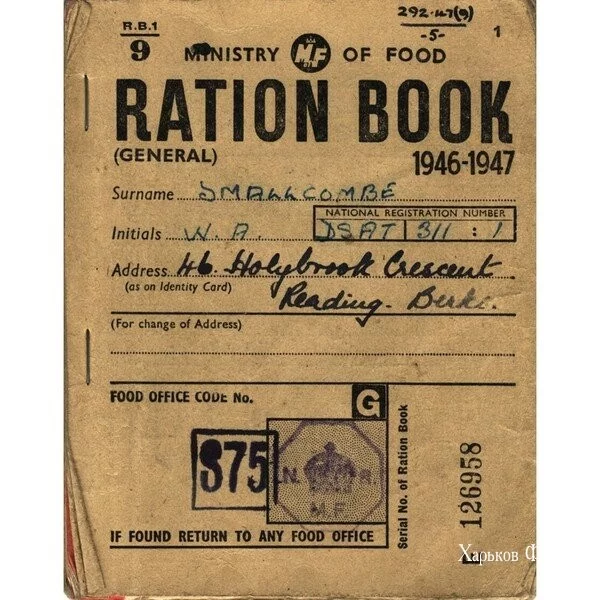 292·47(9)
-5-
R.B.1
9
1
MINISTRY MF OF FOOD
RATION BOOK
(GENERAL)
1946-1947
Surname SMALLCOMBE
NATIONAL REGISTRATION NUMBER
Initials W. A. DSAT 311 : 1
Address 46. Holybrook Crescent
(as on Identity Card)
Reading. Berks.
(For change of Address)
FOOD OFFICE CODE No.
G
S75
N. R.
M.F.
IF FOUND RETURN TO ANY FOOD OFFICE
Serial No. of Ration Book
126958
Харьков Ф